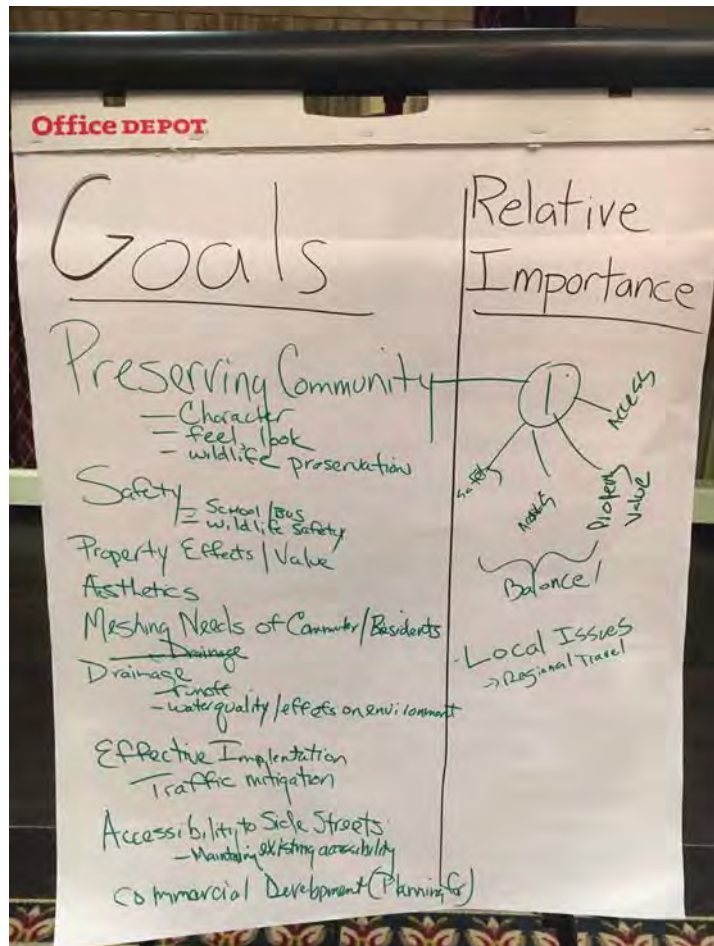 Office DEPOT
Goals
Preserving Community
— Character
— feel, look
— wildlife preservation
Safety
— School/Bus
— wildlife safety
Property Effects/Value
Aesthetics
Meshing Needs of Commuter/Residents
— Drainage
Drainage
— runoff
— water quality/effects on environment
Effective Implentation
Traffic mitigation
Accessibility to Side Streets
— Maintaining existing accessibility
Commercial Development (Planning for)
Relative
Importance
1
Access
Safety
Property
Value
Balance
- Local Issues
→ Regional Travel